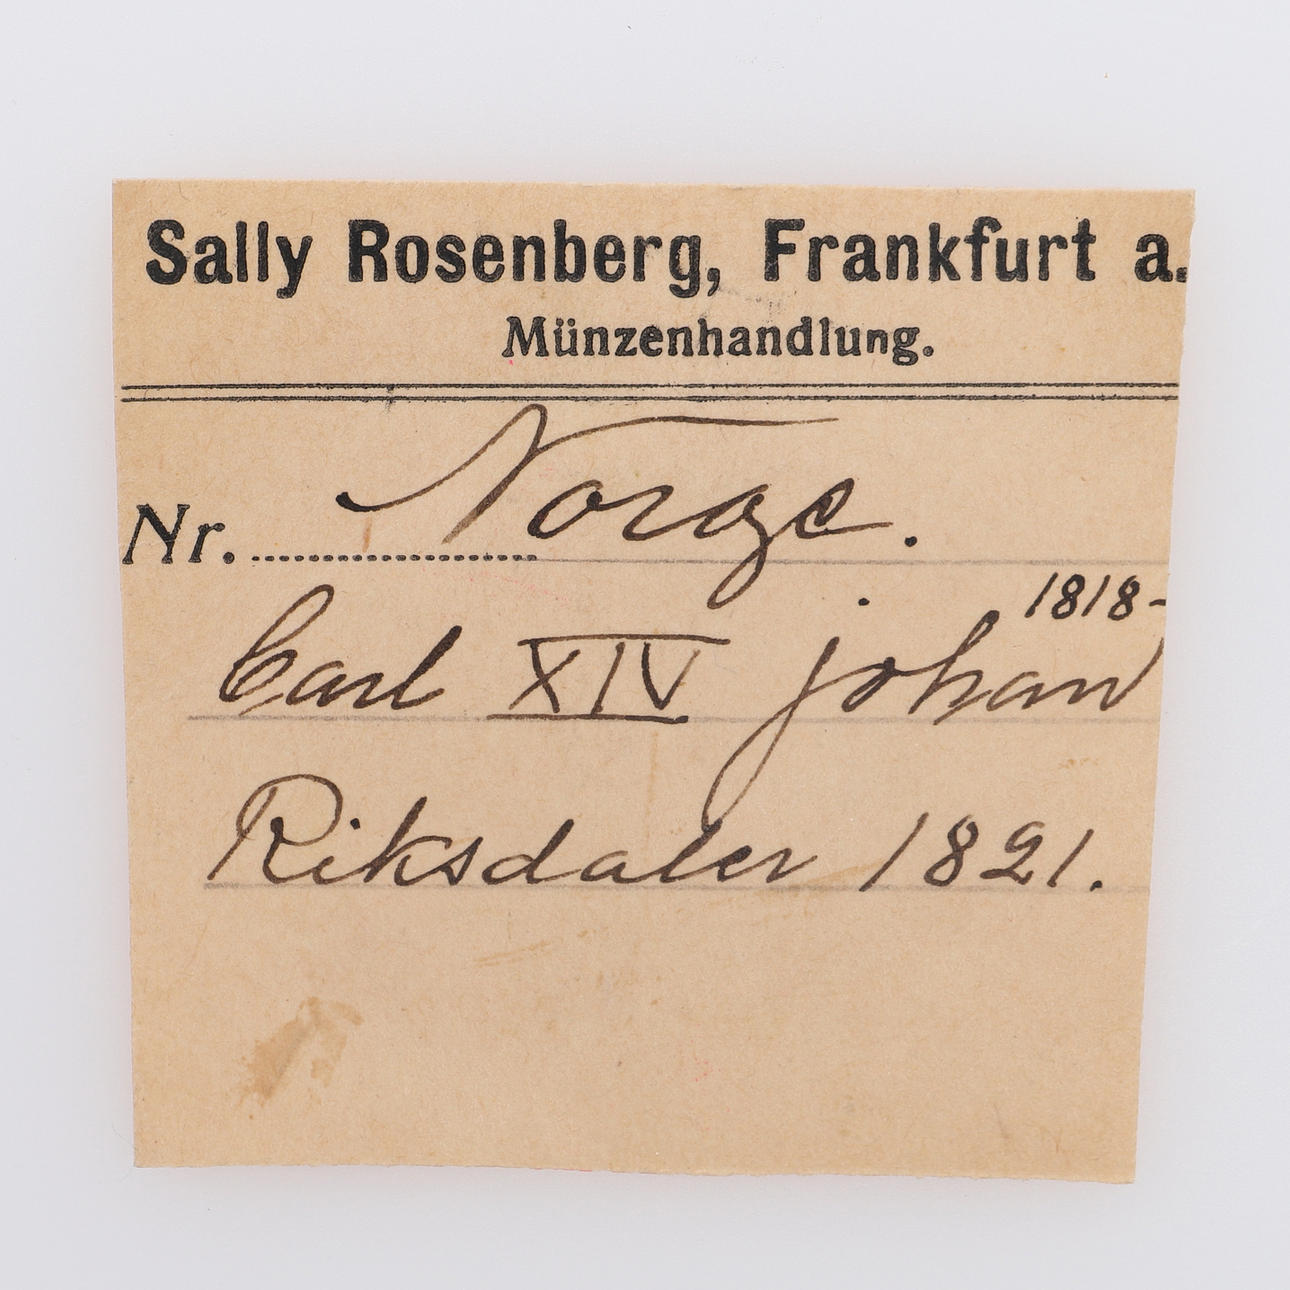 Sally Rosenberg, Frankfurt a.
Münzenhandlung.
Nr. Norge.
1818-
Carl XIV Johan
Riksdaler 1821.